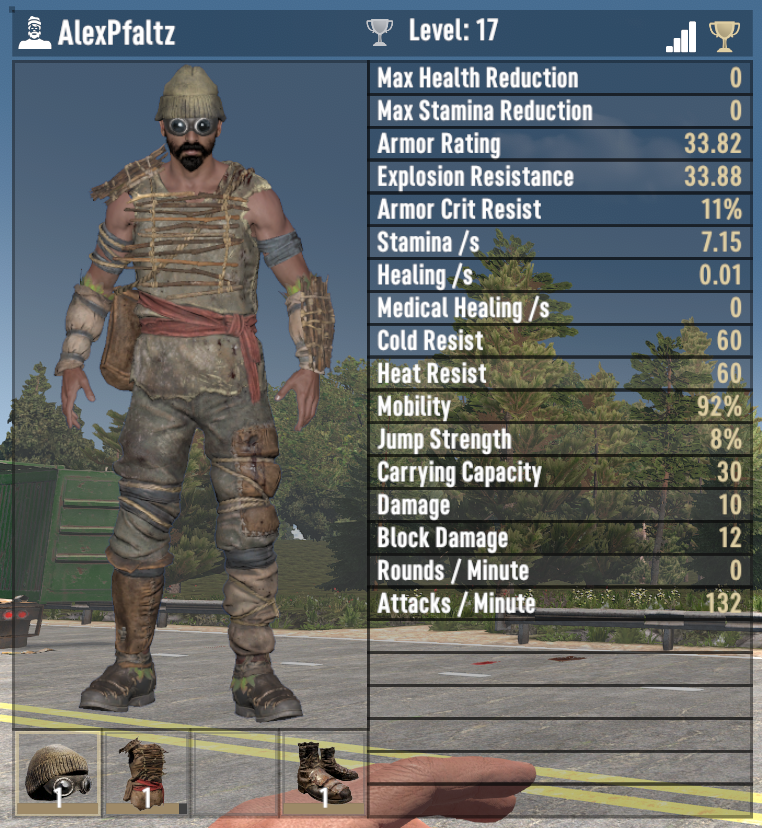 AlexPfaltz
Level: 17
Max Health Reduction 0
Max Stamina Reduction 0
Armor Rating 33.82
Explosion Resistance 33.88
Armor Crit Resist 11%
Stamina /s 7.15
Healing /s 0.01
Medical Healing /s 0
Cold Resist 60
Heat Resist 60
Mobility 92%
Jump Strength 8%
Carrying Capacity 30
Damage 10
Block Damage 12
Rounds / Minute 0
Attacks / Minute 132
1 1 1